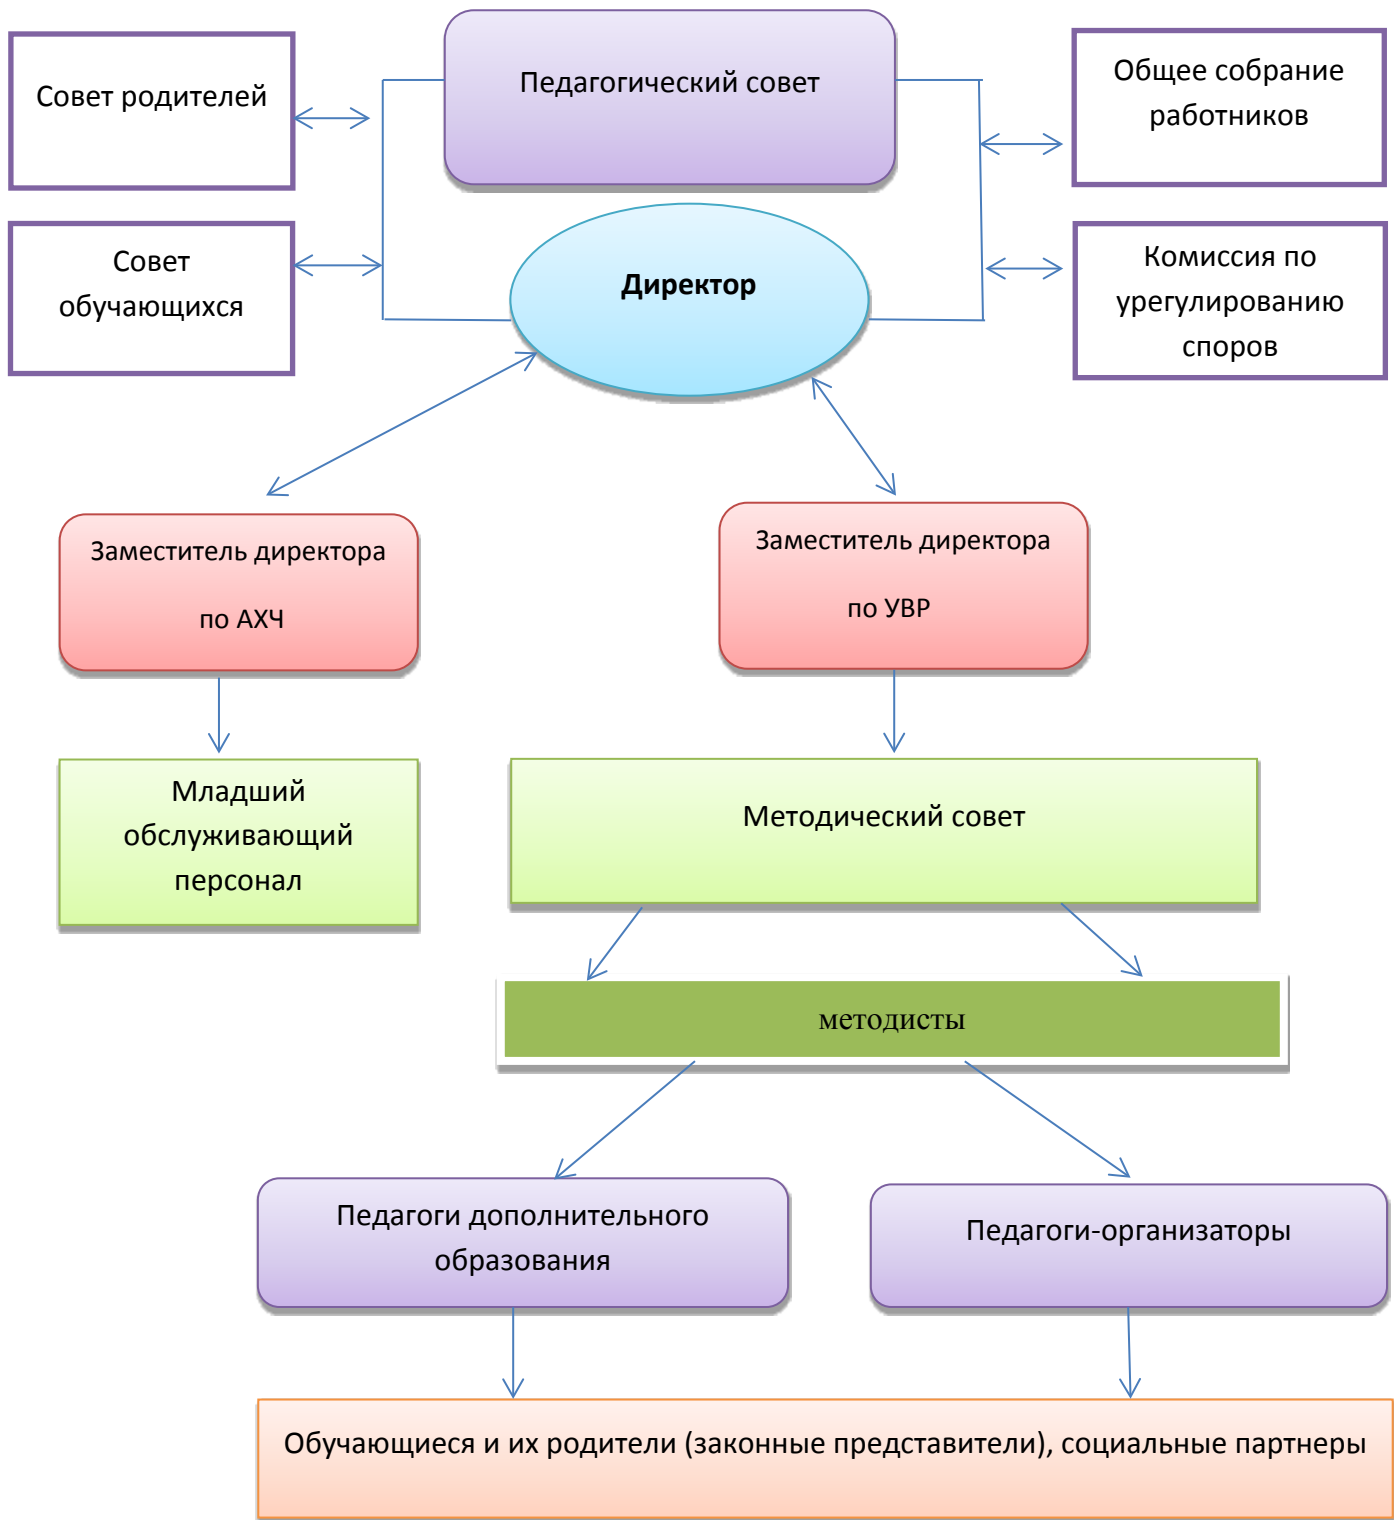 Педагогический совет
Совет родителей
Общее собрание
работников
Совет
обучающихся
Директор
Комиссия по
урегулированию
споров
Заместитель директора
по АХЧ
Заместитель директора
по УВР
Младший
обслуживающий
персонал
Методический совет
методисты
Педагоги дополнительного
образования
Педагоги-организаторы
Обучающиеся и их родители (законные представители), социальные партнеры